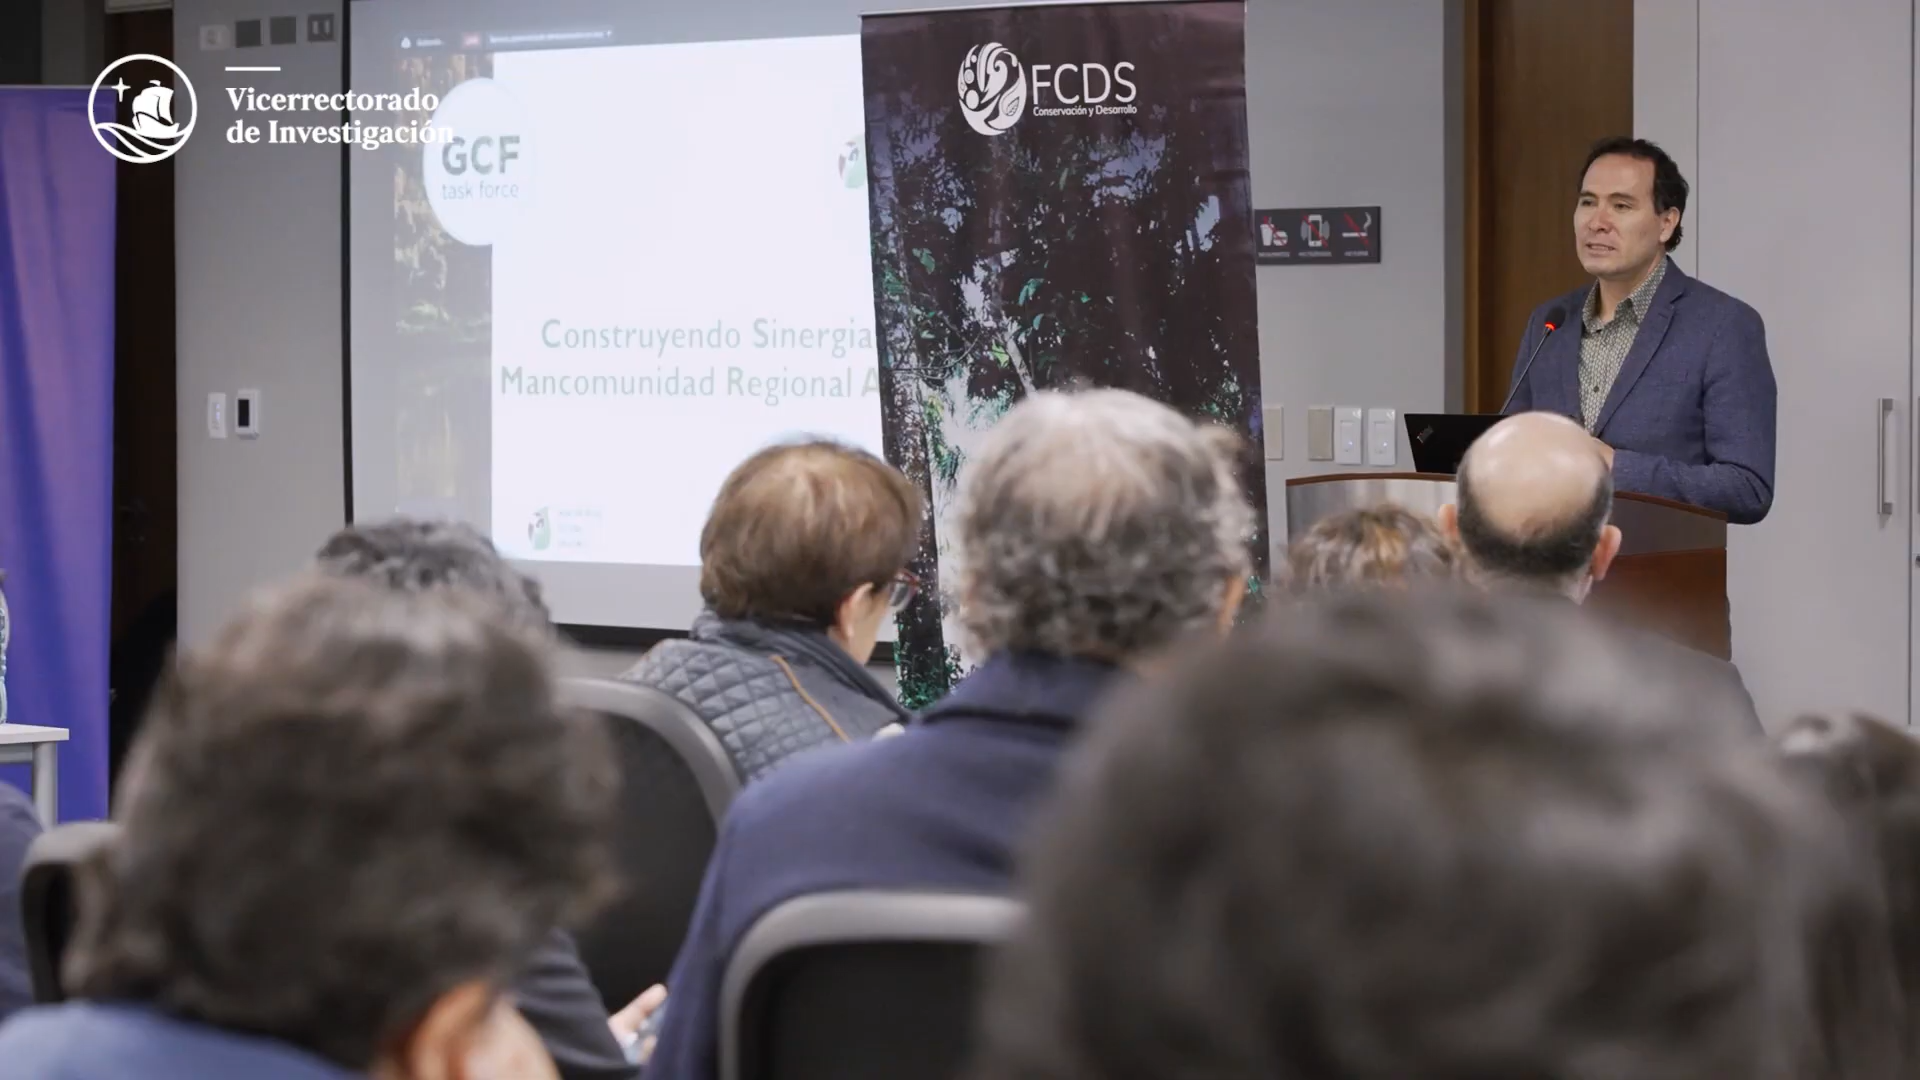 Vicerrectorado
de Investigación
GCF
task force
Construyendo Sinergia
Mancomunidad Regional A
FCDS
Conservación y Desarrollo